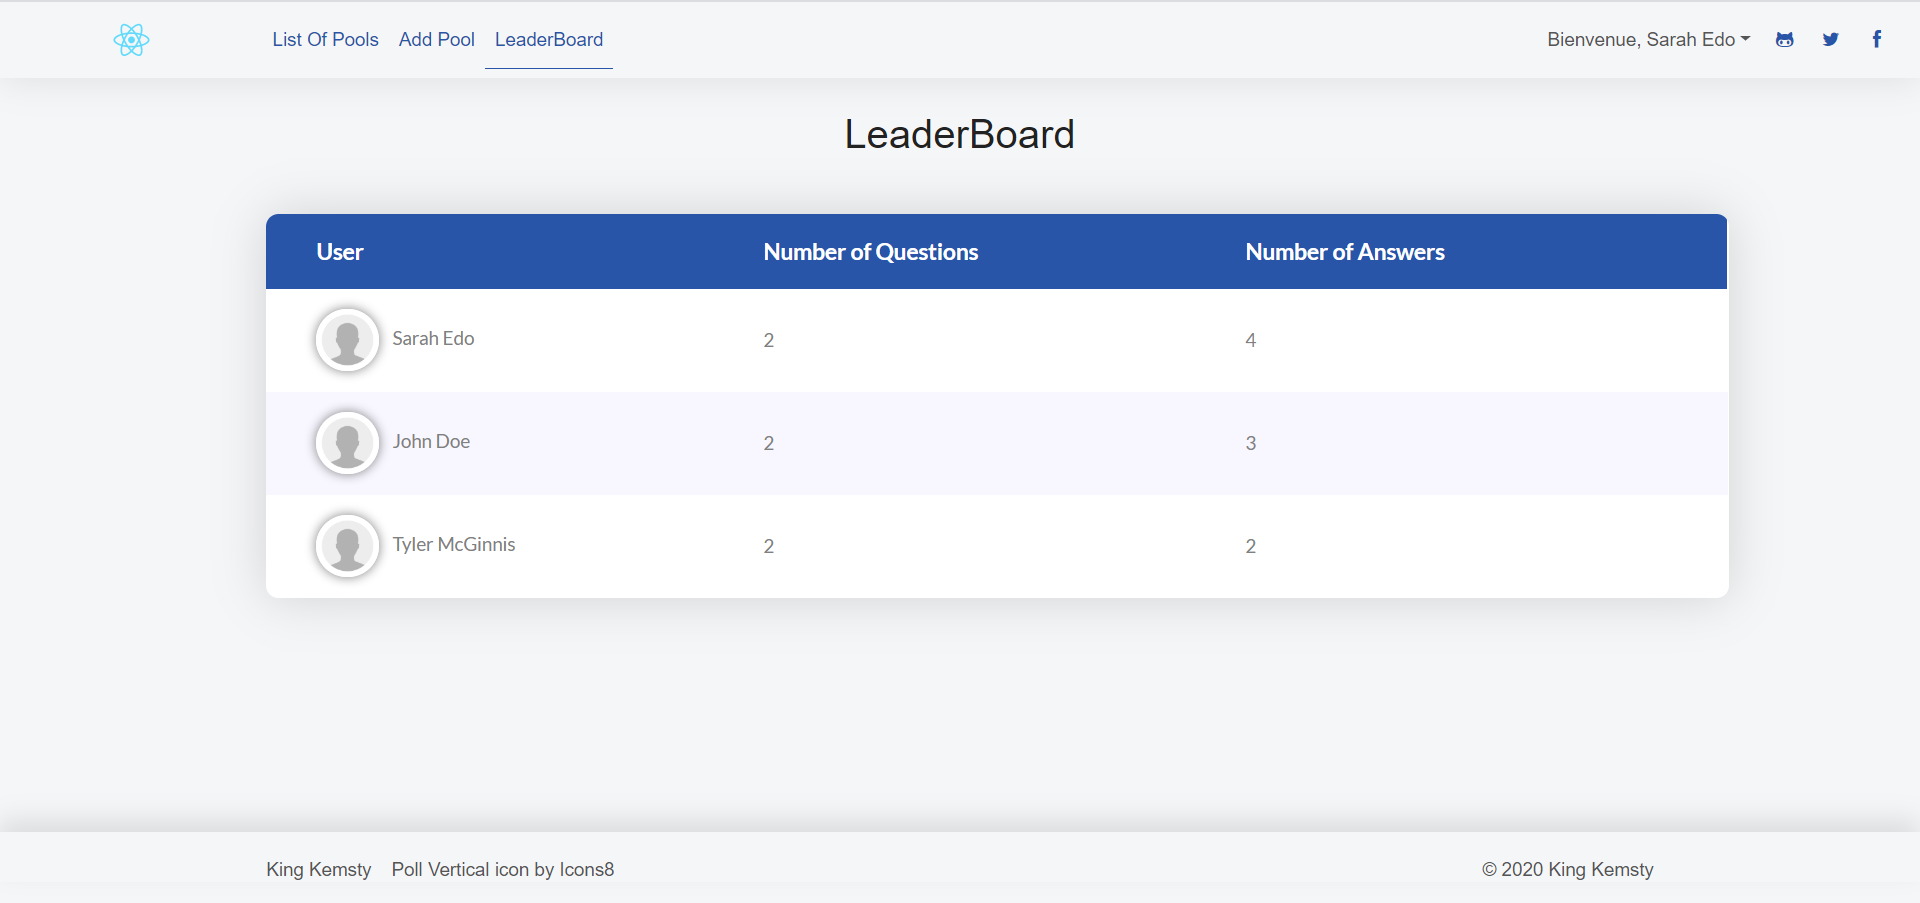 List Of Pools Add Pool LeaderBoard Bienvenue, Sarah Edo
LeaderBoard
User Number of Questions Number of Answers
Sarah Edo 2 4
John Doe 2 3
Tyler McGinnis 2 2
King Kemsty Poll Vertical icon by Icons8 © 2020 King Kemsty